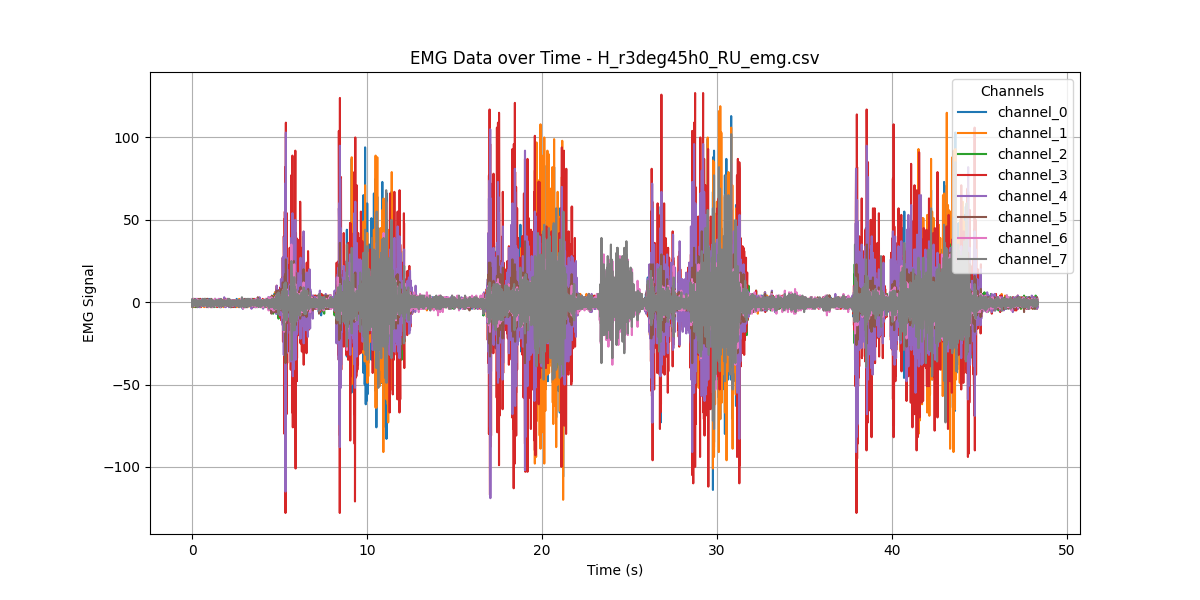 EMG Data over Time - H_r3deg45h0_RU_emg.csv
Channels
channel_0
channel_1
channel_2
channel_3
channel_4
channel_5
channel_6
channel_7
EMG Signal
100
50
0
−50
−100
0 10 20 30 40 50
Time (s)